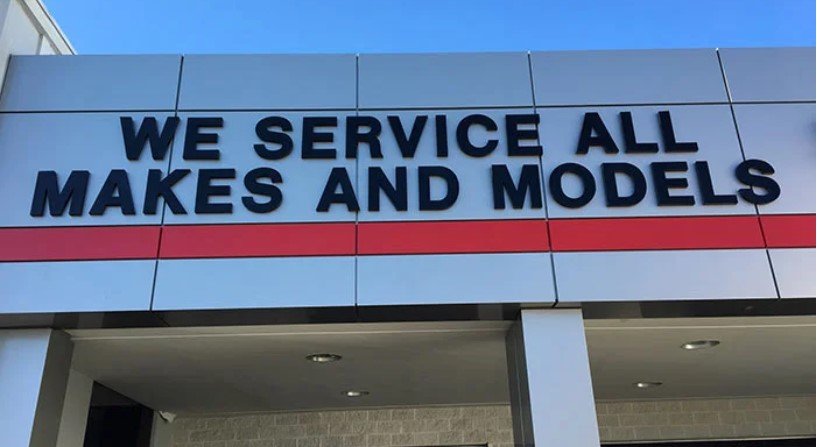 WE SERVICE ALL
MAKES AND MODELS